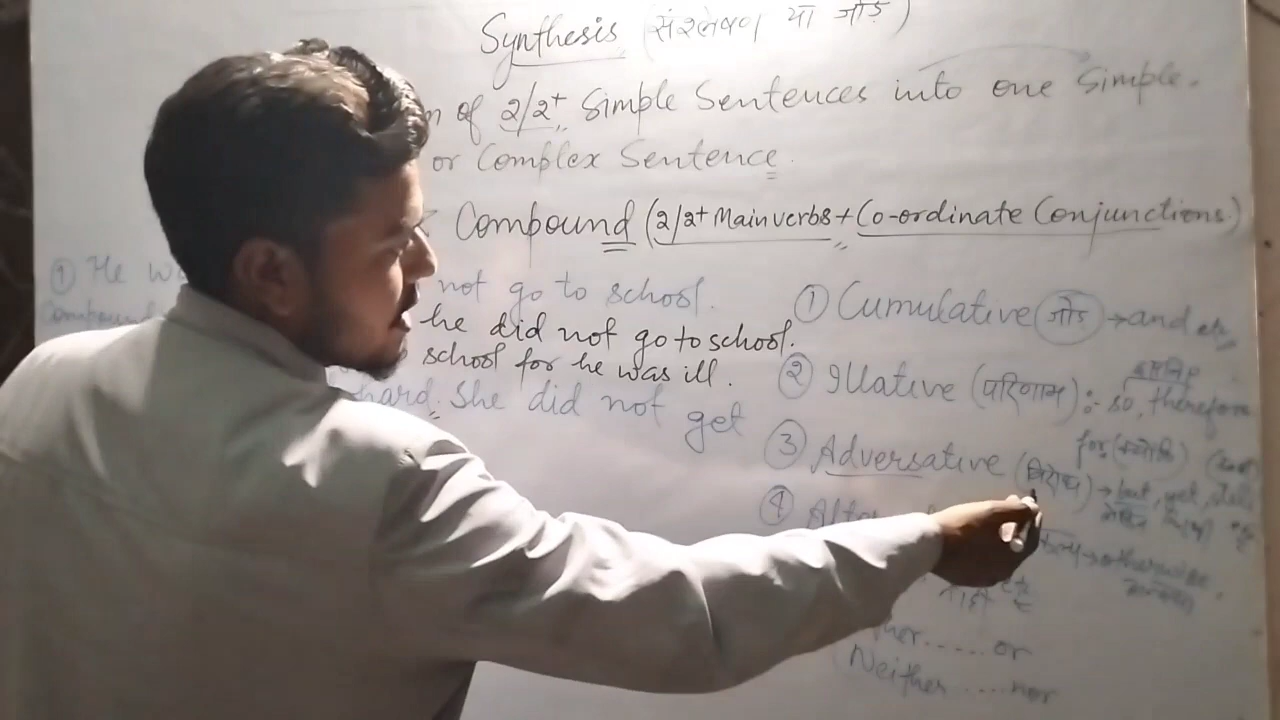 Synthesis (संश्लेषण या जोड़)
of 2/2+ Simple Sentences into one Simple.
or Complex Sentence.
Compound (2/2+ Main verbs + Co-ordinate Conjunctions)
① He
not go to school.
Compound
he did not go to school.
school for he was ill.
hard. She did not get
① Cumulative (जोड़) → and etc,
② Illative (परिणाम) :- so, therefore
for (क्योंकि)
③ Adversative (विरोध) → but, yet, still
लेकिन
④
→ otherwise
अन्यथा
or
Neither .... nor